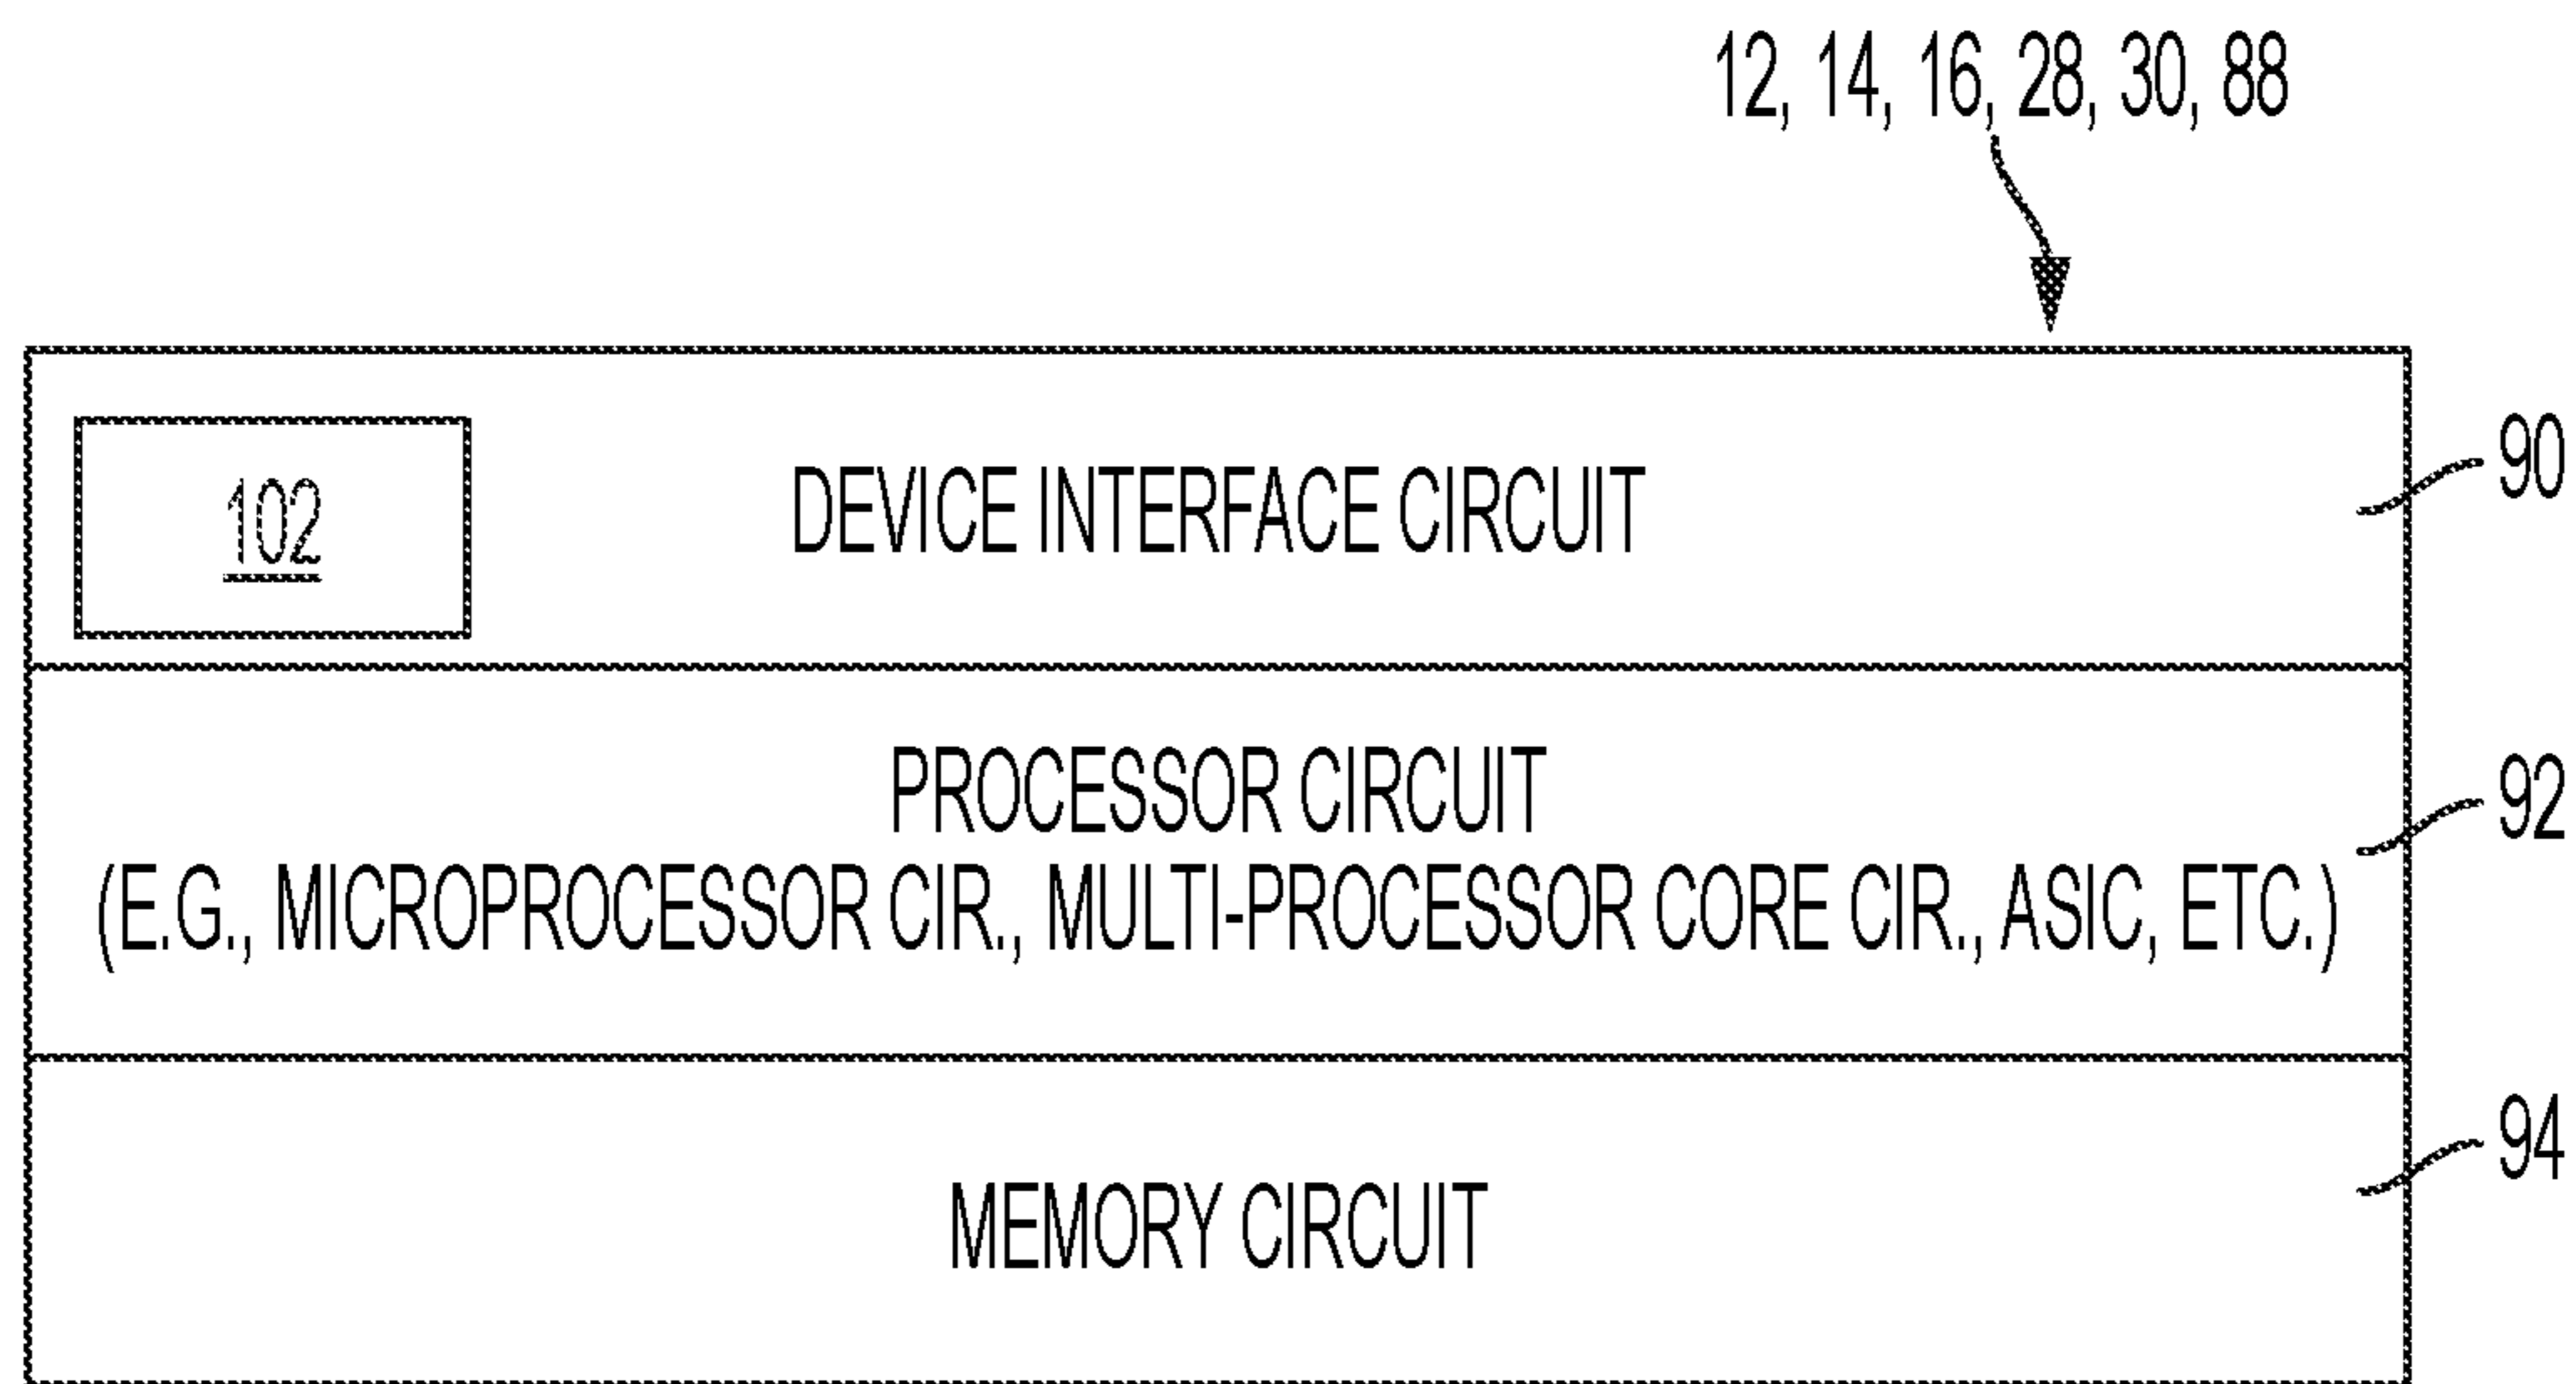 12, 14, 16, 28, 30, 88
90
102
DEVICE INTERFACE CIRCUIT
PROCESSOR CIRCUIT
92
(E.G., MICROPROCESSOR CIR., MULTI-PROCESSOR CORE CIR., ASIC, ETC.)
94
MEMORY CIRCUIT